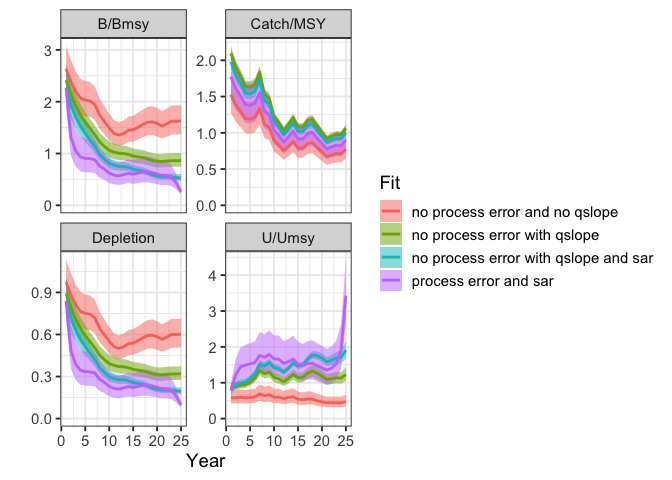 B/Bmsy
Catch/MSY
3
2
1
0
2.0
1.5
1.0
0.5
0.0
Depletion
U/Umsy
0.9
0.6
0.3
0.0
4
3
2
1
0
0 5 10 15 20 25
0 5 10 15 20 25
Year
Fit
no process error and no qslope
no process error with qslope
no process error with qslope and sar
process error and sar